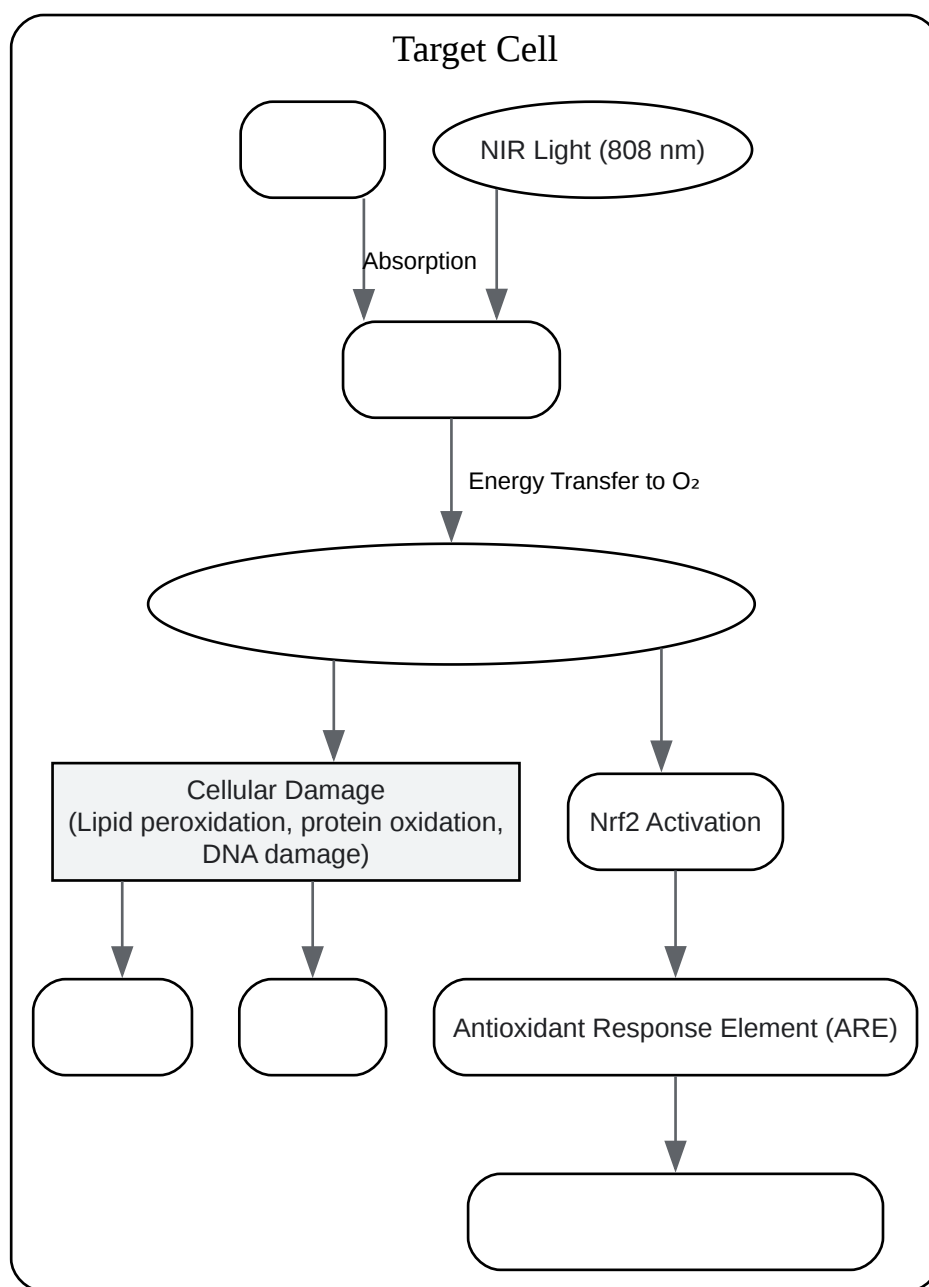 Target Cell
NIR Light (808 nm)
Absorption
Energy Transfer to O₂
Cellular Damage
(Lipid peroxidation, protein oxidation,
DNA damage)
Nrf2 Activation
Antioxidant Response Element (ARE)